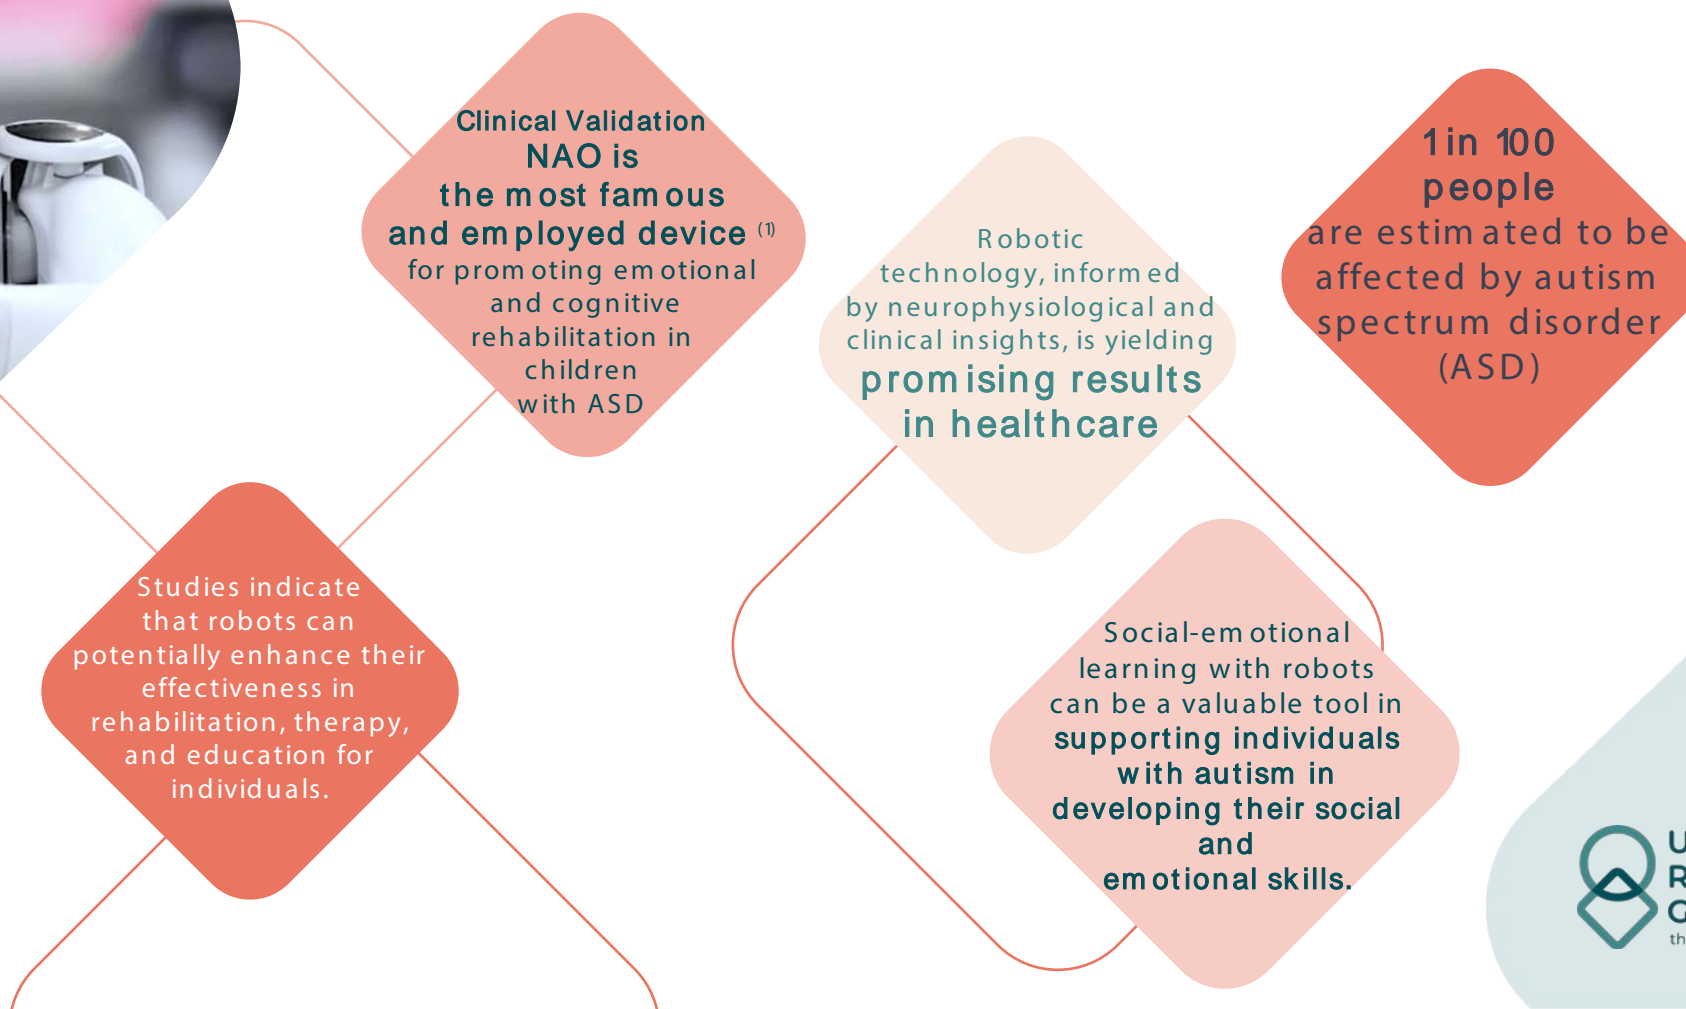 Clinical Validation
NAO is
the most famous
and employed device (1)
for promoting emotional
and cognitive
rehabilitation in
children
with ASD
Robotic
technology, informed
by neurophysiological and
clinical insights, is yielding
promising results
in healthcare
1 in 100
people
are estimated to be
affected by autism
spectrum disorder
(ASD)
Studies indicate
that robots can
potentially enhance their
effectiveness in
rehabilitation, therapy,
and education for
individuals.
Social-emotional
learning with robots
can be a valuable tool in
supporting individuals
with autism in
developing their social
and
emotional skills.